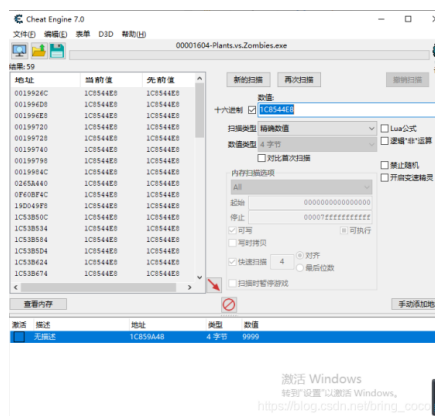 Cheat Engine 7.0
文件(F) 编辑(E) 表单 D3D 帮助(H)
00001604-Plants.vs.Zombies.exe
结果: 59
地址 当前值 先前值
0019926C 1C8544E8 1C8544E8
001996D8 1C8544E8 1C8544E8
001996E8 1C8544E8 1C8544E8
00199720 1C8544E8 1C8544E8
00199728 1C8544E8 1C8544E8
00199740 1C8544E8 1C8544E8
00199798 1C8544E8 1C8544E8
0019984C 1C8544E8 1C8544E8
0265A440 1C8544E8 1C8544E8
0F60BF4C 1C8544E8 1C8544E8
19D049F8 1C8544E8 1C8544E8
1C53B50C 1C8544E8 1C8544E8
1C53B534 1C8544E8 1C8544E8
1C53B584 1C8544E8 1C8544E8
1C53B5D4 1C8544E8 1C8544E8
1C53B624 1C8544E8 1C8544E8
1C53B674 1C8544E8 1C8544E8
新的扫描 再次扫描 撤销扫描
数值:
十六进制 1C8544E8
扫描类型 精确数值
数值类型 4 字节
对比首次扫描
Lua公式
逻辑"非"运算
禁止随机
开启变速精灵
内存扫描选项
All
起始 0000000000000000
停止 00007fffffffffff
可写 可执行
写时拷贝
快速扫描 4 对齐
最后位数
扫描时暂停游戏
查看内存 手动添加地
激活 描述 地址 类型 数值
无描述 1C859A48 4 字节 9999
激活 Windows
转到"设置"以激活 Windows。